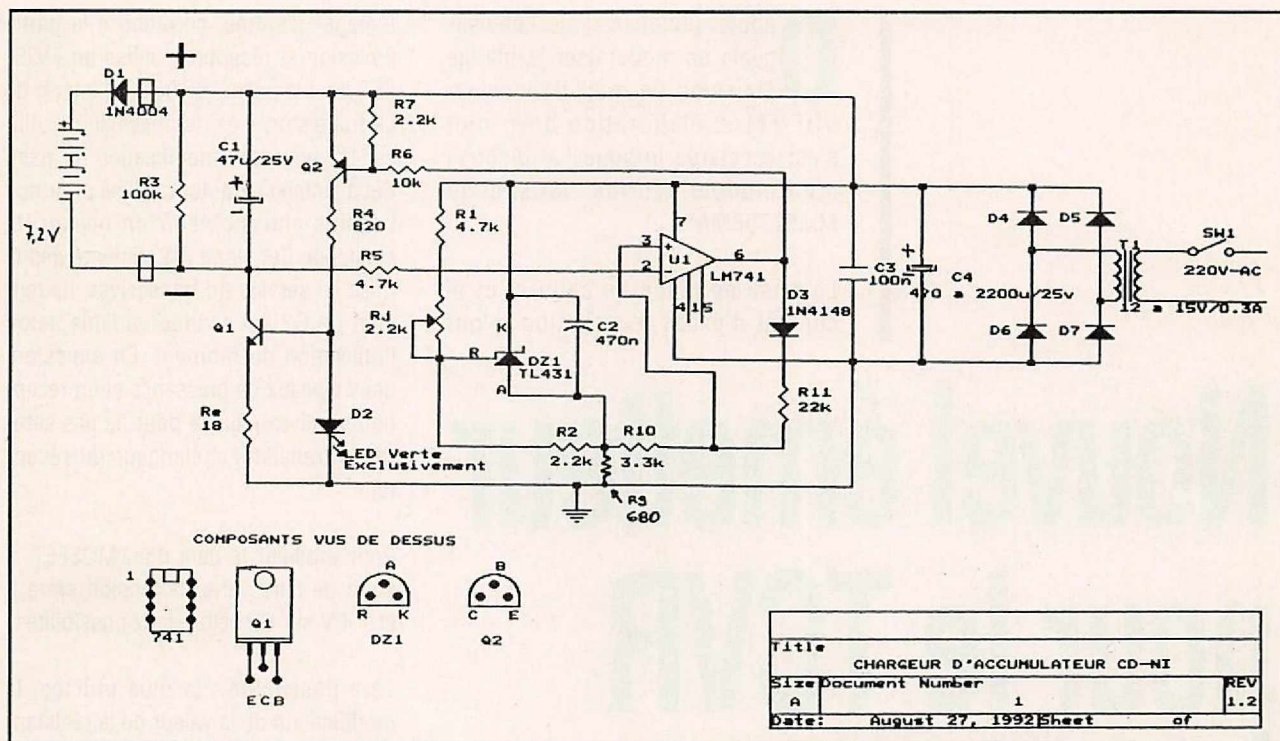 +
D1
1N4004
7,2V
R3
100k
-
C1
47u/25V
+
Q2
R7
2.2k
R6
10k
R4
820
R1
4.7k
R5
4.7k
RJ
2.2k
K
R
A
DZ1
TL431
C2
470n
3
2
+
-
U1
7
6
LM741
4
1
5
D3
1N4148
R11
22k
C3
100n
+
C4
470 a 2200u/25v
D4
D5
D6
D7
T1
SW1
220V-AC
12 a 15V/0.3A
Q1
Re
18
D2
LED Verte
Exclusivement
R2
2.2k
R10
3.3k
R9
680
COMPOSANTS VUS DE DESSUS
1
741
Q1
ECB
A
R K
DZ1
B
C E
Q2
Title
CHARGEUR D'ACCUMULATEUR CD-NI
Size Document Number REV
A 1 1.2
Date: August 27, 1992 Sheet of